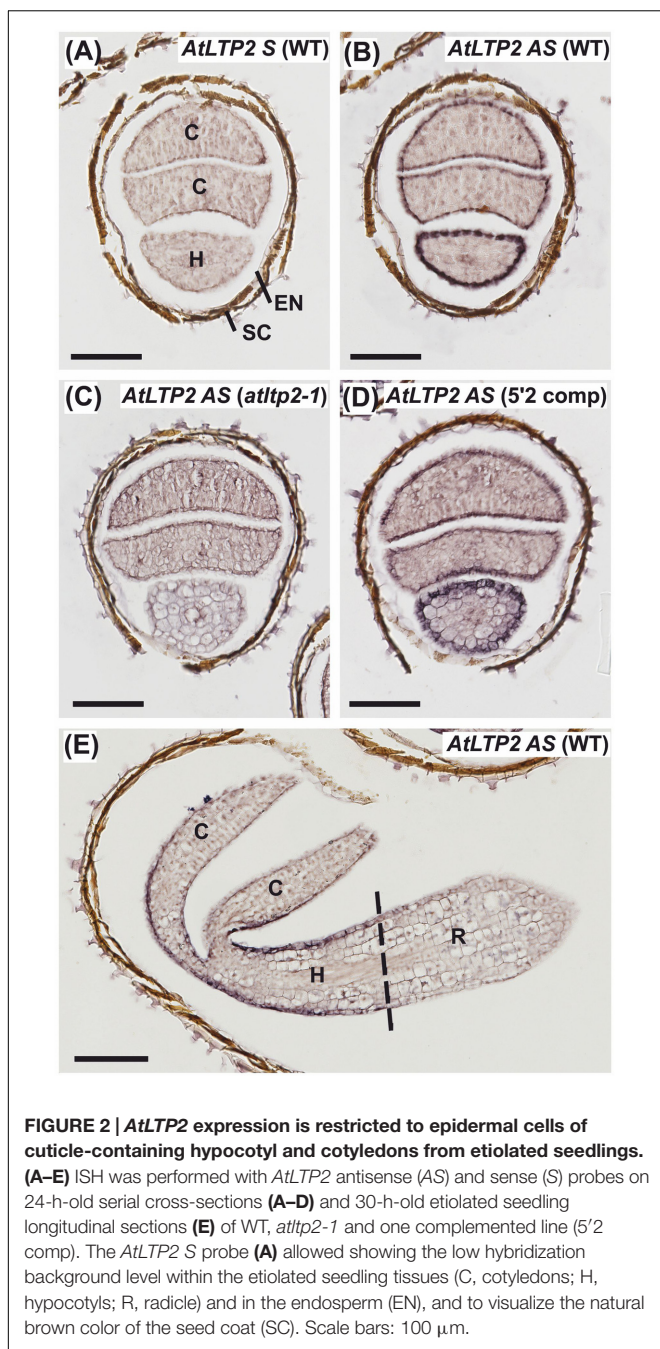 (A) AtLTP2 S (WT)
(B) AtLTP2 AS (WT)
C
C
H
EN
SC
(C) AtLTP2 AS (atltp2-1)
(D) AtLTP2 AS (5'2 comp)
(E) AtLTP2 AS (WT)
C
C
R
H
FIGURE 2 | AtLTP2 expression is restricted to epidermal cells of
cuticle-containing hypocotyl and cotyledons from etiolated seedlings.
(A–E) ISH was performed with AtLTP2 antisense (AS) and sense (S) probes on
24-h-old serial cross-sections (A–D) and 30-h-old etiolated seedling
longitudinal sections (E) of WT, atltp2-1 and one complemented line (5′2
comp). The AtLTP2 S probe (A) allowed showing the low hybridization
background level within the etiolated seedling tissues (C, cotyledons; H,
hypocotyls; R, radicle) and in the endosperm (EN), and to visualize the natural
brown color of the seed coat (SC). Scale bars: 100 μm.